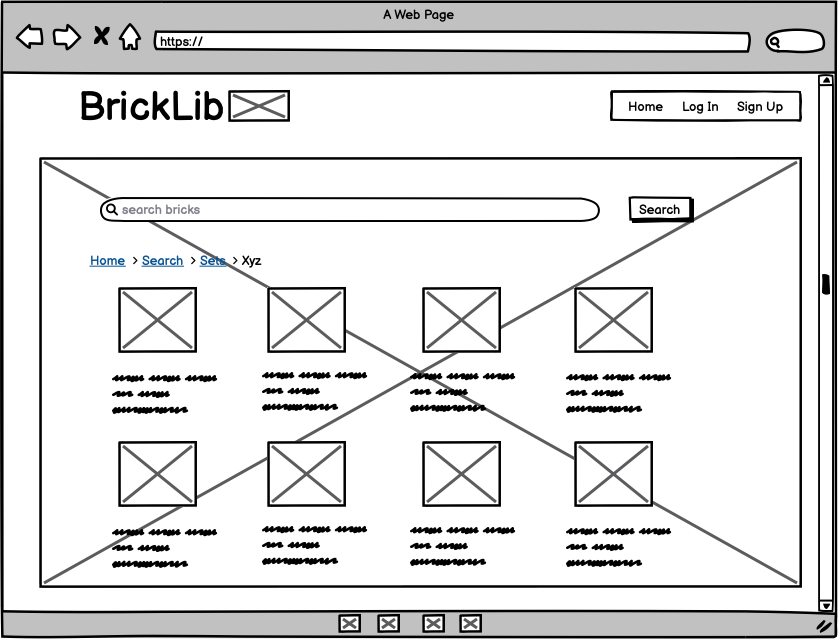 A Web Page
https://
BrickLib
Home Log In Sign Up
search bricks
Search
Home > Search > Sets > Xyz